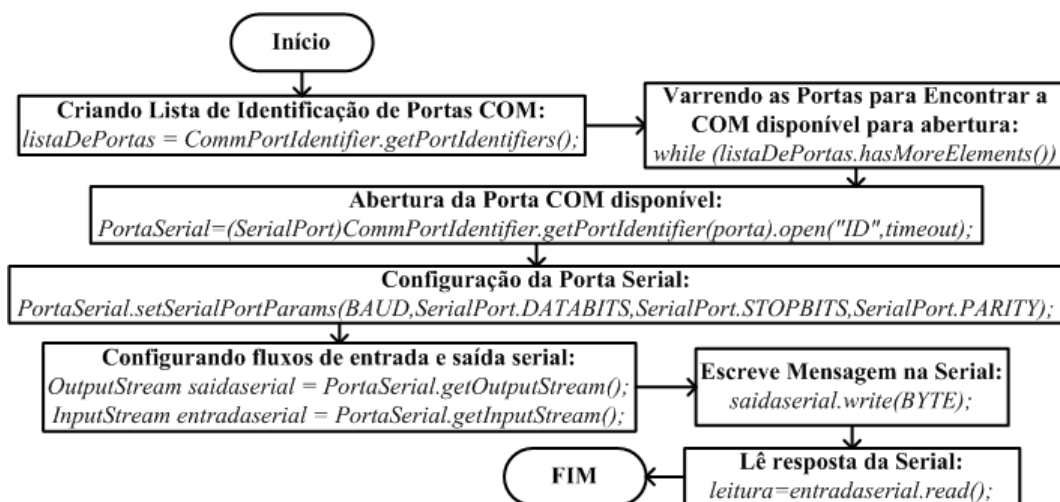 Início
Criando Lista de Identificação de Portas COM:
listaDePortas = CommPortIdentifier.getPortIdentifiers();
Varrendo as Portas para Encontrar a
COM disponível para abertura:
while (listaDePortas.hasMoreElements())
Abertura da Porta COM disponível:
PortaSerial=(SerialPort)CommPortIdentifier.getPortIdentifier(porta).open("ID",timeout);
Configuração da Porta Serial:
PortaSerial.setSerialPortParams(BAUD,SerialPort.DATABITS,SerialPort.STOPBITS,SerialPort.PARITY);
Configurando fluxos de entrada e saída serial:
OutputStream saidaserial = PortaSerial.getOutputStream();
InputStream entradaserial = PortaSerial.getInputStream();
Escreve Mensagem na Serial:
saidaserial.write(BYTE);
Lê resposta da Serial:
leitura=entradaserial.read();
FIM